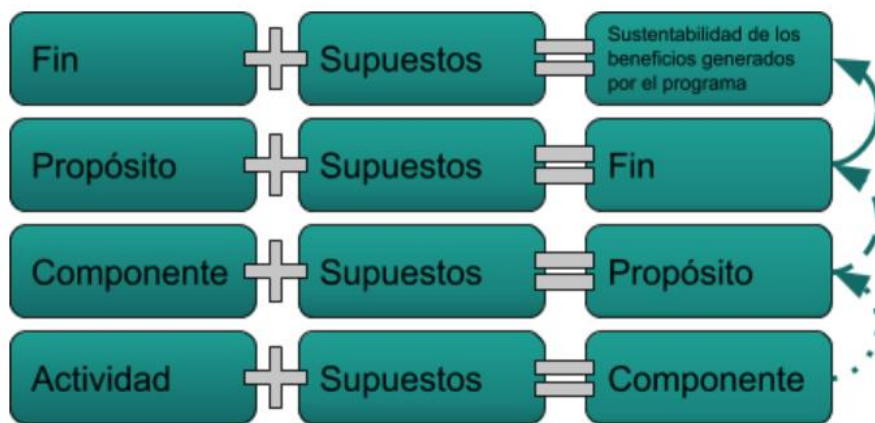 Fin
Supuestos
Sustentabilidad de los
beneficios generados
por el programa
Propósito
Supuestos
Fin
Componente
Supuestos
Propósito
Actividad
Supuestos
Componente